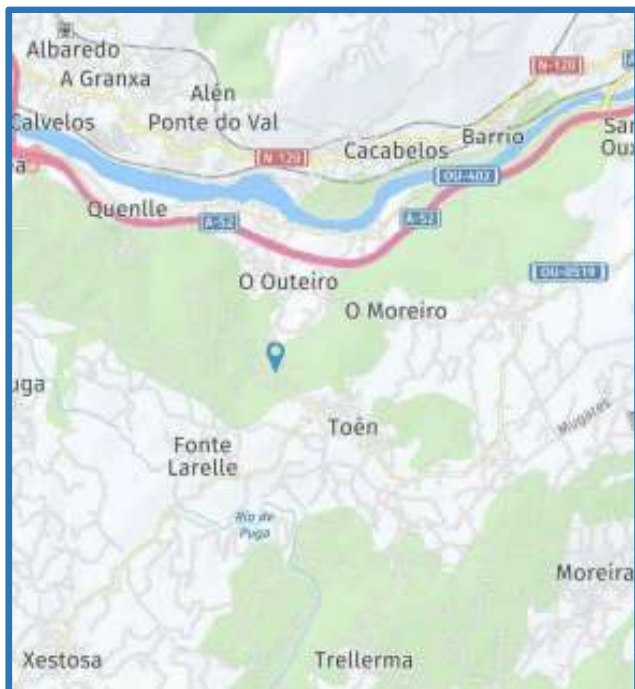 Albaredo
A Granxa
Alén
N-120
Calvelos
Ponte do Val
Barrio
Cacabelos
N-120
OU-402
Quenlle
A-52
A-52
O Outeiro
OU-0519
O Moreiro
Mugares
Toén
Fonte
Larelle
Río de
Puga
Moreira
Xestosa
Trellerma